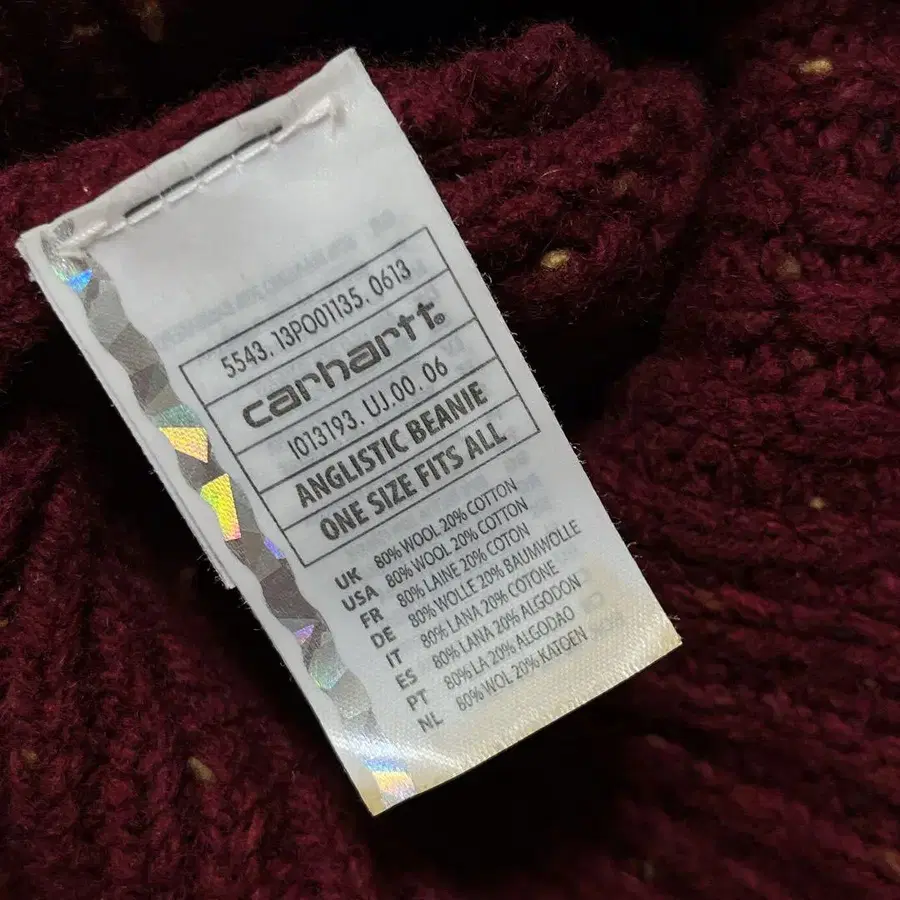 5543. 13PO01135. 0613
carhartt®
I013193. UJ.00. 06
ANGLISTIC BEANIE
ONE SIZE FITS ALL
UK 80% WOOL 20% COTTON
USA 80% WOOL 20% COTTON
FR 80% LAINE 20% COTON
DE 80% WOLLE 20% BAUMWOLLE
IT 80% LANA 20% COTONE
ES 80% LANA 20% ALGODON
PT 80% LA 20% ALGODAO
NL 80% WOL 20% KATOEN